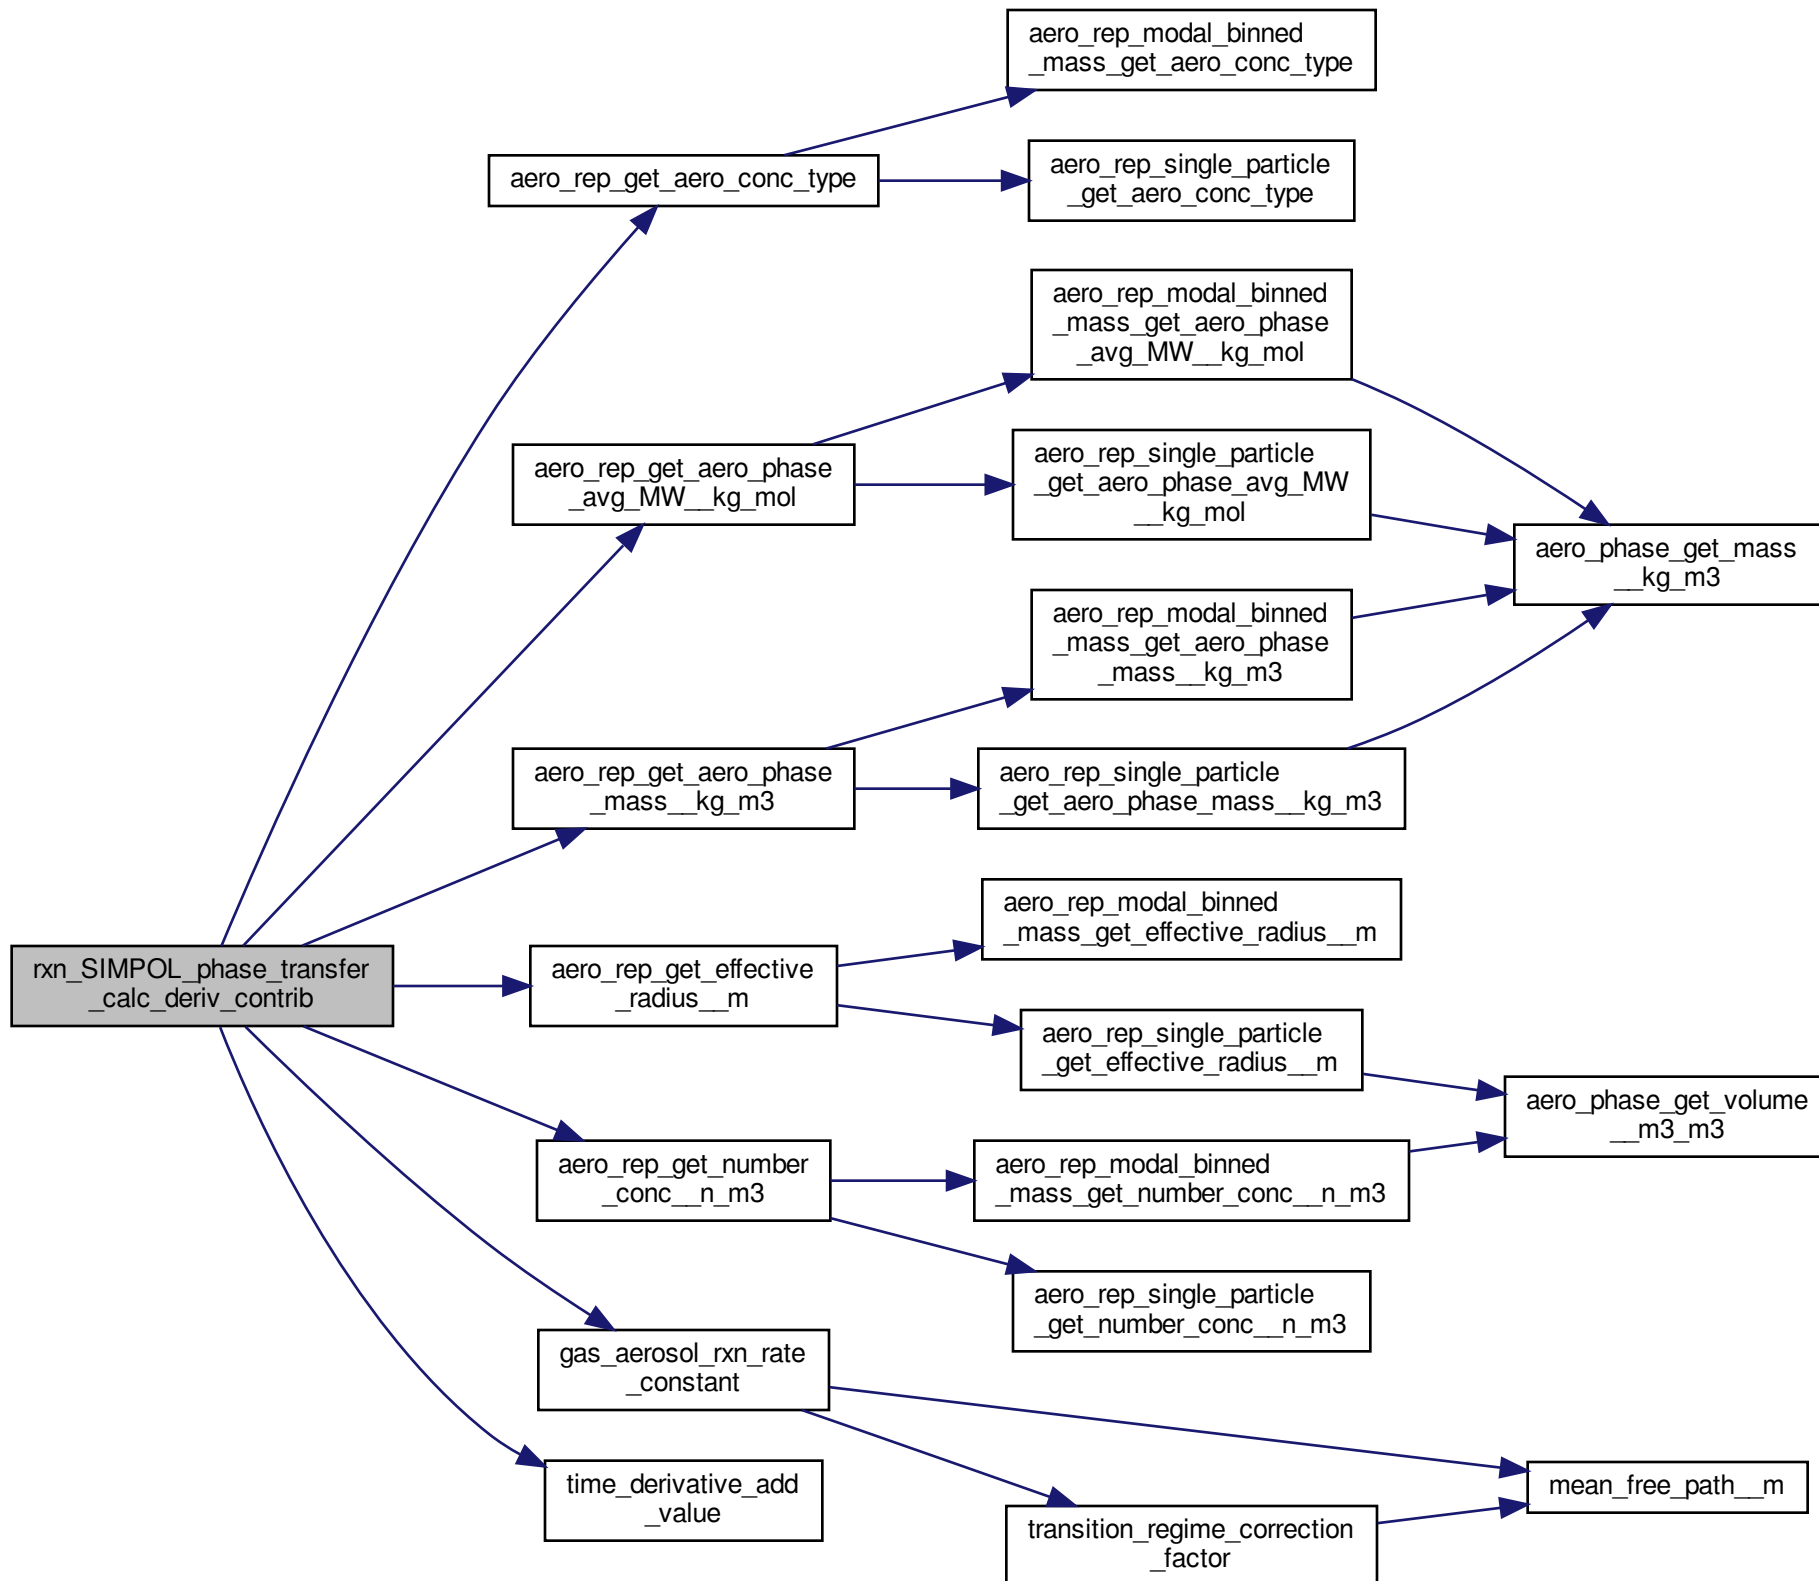 aero_rep_modal_binned
_mass_get_aero_conc_type
aero_rep_get_aero_conc_type
aero_rep_single_particle
_get_aero_conc_type
aero_rep_modal_binned
_mass_get_aero_phase
_avg_MW__kg_mol
aero_rep_get_aero_phase
_avg_MW__kg_mol
aero_rep_single_particle
_get_aero_phase_avg_MW
__kg_mol
aero_phase_get_mass
__kg_m3
aero_rep_modal_binned
_mass_get_aero_phase
_mass__kg_m3
aero_rep_get_aero_phase
_mass__kg_m3
aero_rep_single_particle
_get_aero_phase_mass__kg_m3
aero_rep_modal_binned
_mass_get_effective_radius__m
rxn_SIMPOL_phase_transfer
_calc_deriv_contrib
aero_rep_get_effective
_radius__m
aero_rep_single_particle
_get_effective_radius__m
aero_phase_get_volume
__m3_m3
aero_rep_get_number
_conc__n_m3
aero_rep_modal_binned
_mass_get_number_conc__n_m3
aero_rep_single_particle
_get_number_conc__n_m3
gas_aerosol_rxn_rate
_constant
time_derivative_add
_value
mean_free_path__m
transition_regime_correction
_factor